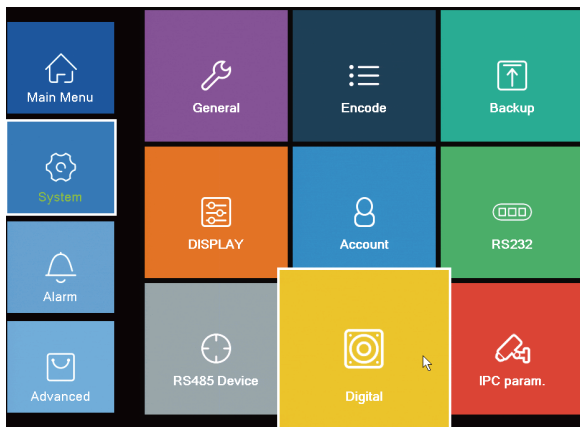 Main Menu
System
Alarm
Advanced
General
Encode
Backup
DISPLAY
Account
RS232
RS485 Device
Digital
IPC param.